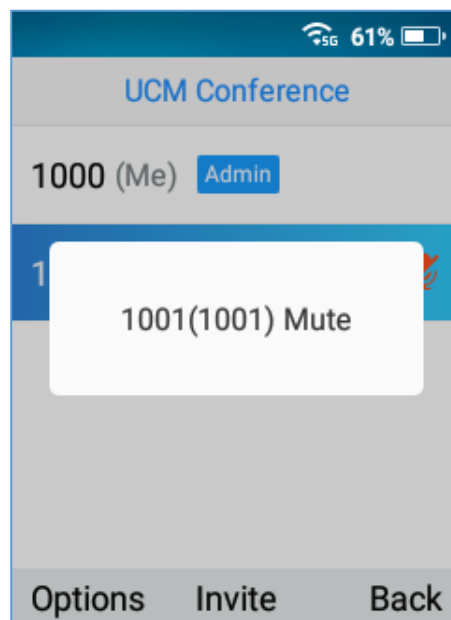 5G 61%
UCM Conference
1000 (Me) Admin
1
1001(1001) Mute
Options Invite Back